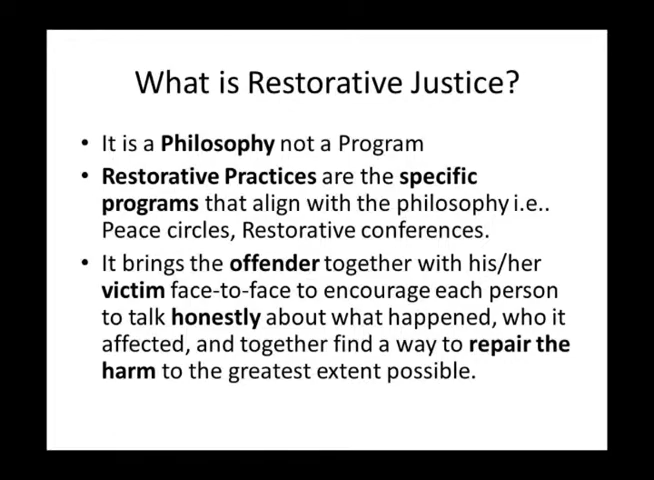 What is Restorative Justice?
• It is a Philosophy not a Program
• Restorative Practices are the specific
programs that align with the philosophy i.e..
Peace circles, Restorative conferences.
• It brings the offender together with his/her
victim face-to-face to encourage each person
to talk honestly about what happened, who it
affected, and together find a way to repair the
harm to the greatest extent possible.